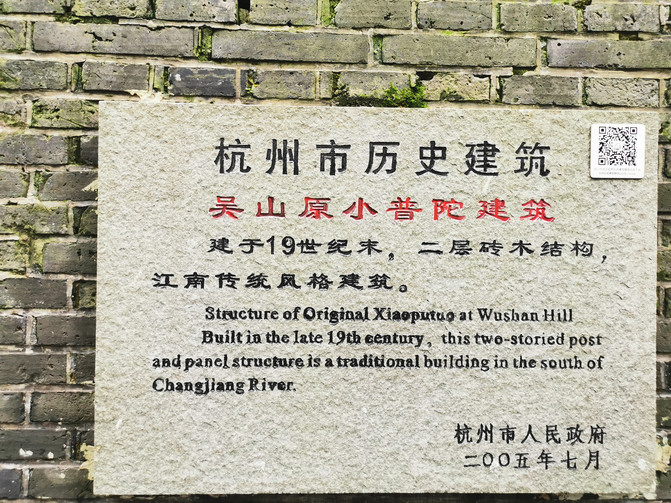 杭州市历史建筑
吴山原小普陀建筑
建于19世纪末，二层砖木结构，
江南传统风格建筑。
Structure of Original Xiaoputuo at Wushan Hill
Built in the late 19th century, this two-storied post
and panel structure is a traditional building in the south of
Changjiang River.
杭州市人民政府
二〇〇五年七月